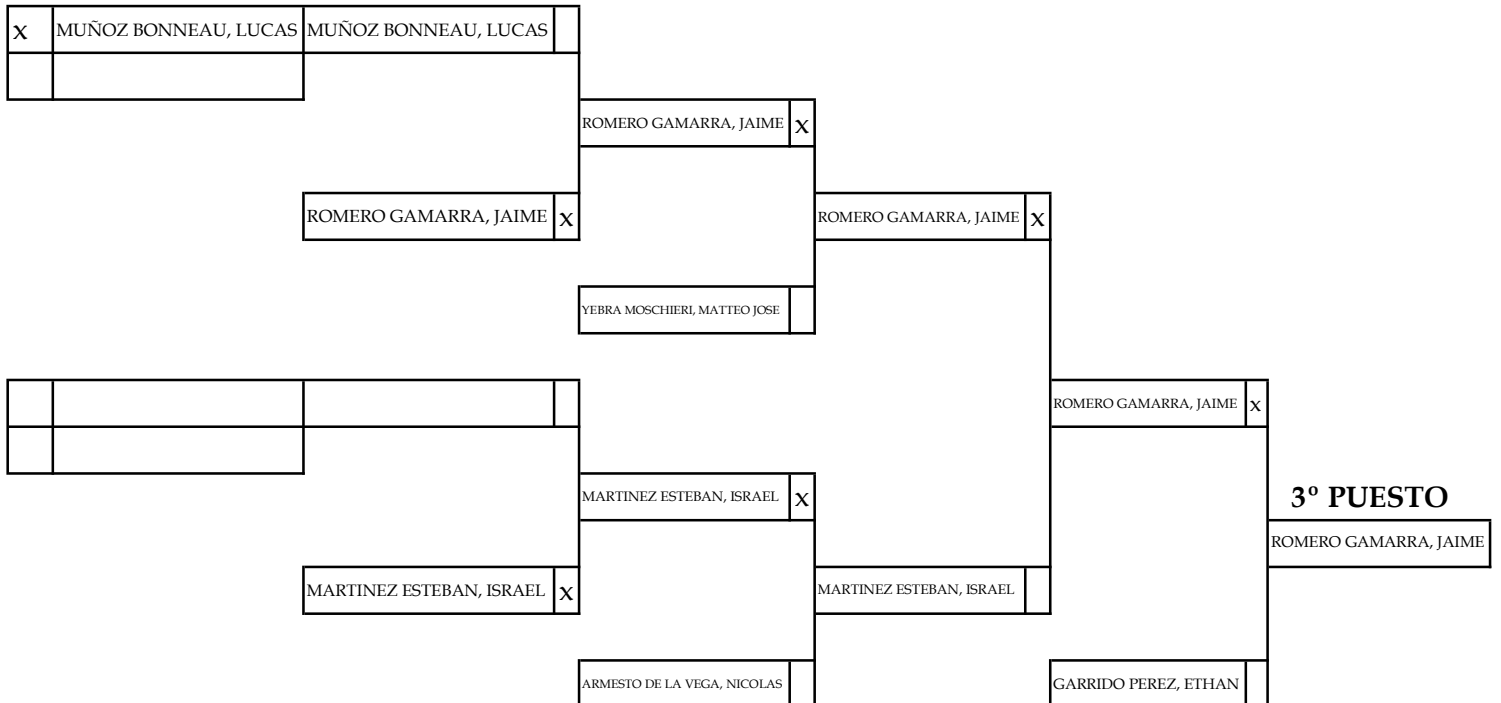 x MUÑOZ BONNEAU, LUCAS MUÑOZ BONNEAU, LUCAS
ROMERO GAMARRA, JAIME x
ROMERO GAMARRA, JAIME x
ROMERO GAMARRA, JAIME x
YEBRA MOSCHIERI, MATTEO JOSE
ROMERO GAMARRA, JAIME x
MARTINEZ ESTEBAN, ISRAEL x
3º PUESTO
ROMERO GAMARRA, JAIME
MARTINEZ ESTEBAN, ISRAEL x
MARTINEZ ESTEBAN, ISRAEL
ARMESTO DE LA VEGA, NICOLAS
GARRIDO PEREZ, ETHAN